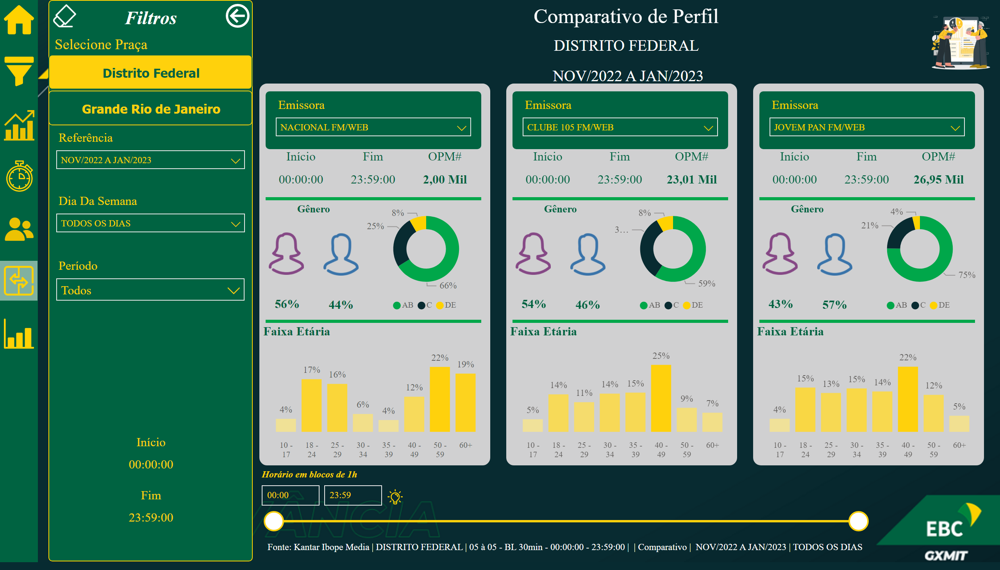 Filtros
Selecione Praça
Distrito Federal
Grande Rio de Janeiro
Referência
NOV/2022 A JAN/2023
Dia Da Semana
TODOS OS DIAS
Período
Todos
Início
00:00:00
Fim
23:59:00
Comparativo de Perfil
DISTRITO FEDERAL
NOV/2022 A JAN/2023
Emissora
NACIONAL FM/WEB
Início Fim OPM#
00:00:00 23:59:00 2,00 Mil
Gênero
56% 44%
8%
25%
66%
AB C DE
Faixa Etária
4% 17% 16% 6% 4% 12% 22% 19%
10 - 18 - 25 - 30 - 35 - 40 - 50 - 60+
17 24 29 34 39 49 59
Emissora
CLUBE 105 FM/WEB
Início Fim OPM#
00:00:00 23:59:00 23,01 Mil
Gênero
54% 46%
8%
3…
59%
AB C DE
Faixa Etária
5% 14% 11% 14% 15% 25% 9% 7%
10 - 18 - 25 - 30 - 35 - 40 - 50 - 60+
17 24 29 34 39 49 59
Emissora
JOVEM PAN FM/WEB
Início Fim OPM#
00:00:00 23:59:00 26,95 Mil
Gênero
43% 57%
4%
21%
75%
AB C DE
Faixa Etária
4% 15% 13% 15% 14% 22% 12% 5%
10 - 18 - 25 - 30 - 35 - 40 - 50 - 60+
17 24 29 34 39 49 59
Horário em blocos de 1h
00:00 23:59
VÂNCIA
Fonte: Kantar Ibope Media | DISTRITO FEDERAL | 05 à 05 - BL 30min - 00:00:00 - 23:59:00 | | Comparativo | NOV/2022 A JAN/2023 | TODOS OS DIAS
EBC
GXMIT